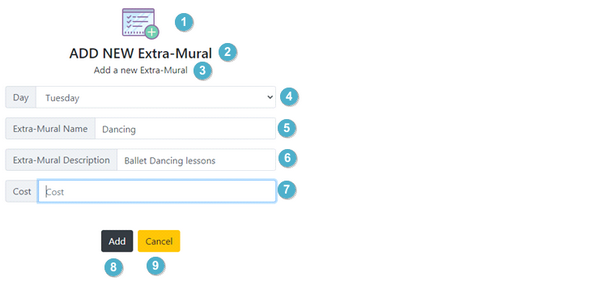 1
ADD NEW Extra-Mural 2
Add a new Extra-Mural 3
Day Tuesday 4
Extra-Mural Name Dancing 5
Extra-Mural Description Ballet Dancing lessons 6
Cost Cost 7
Add Cancel
8 9